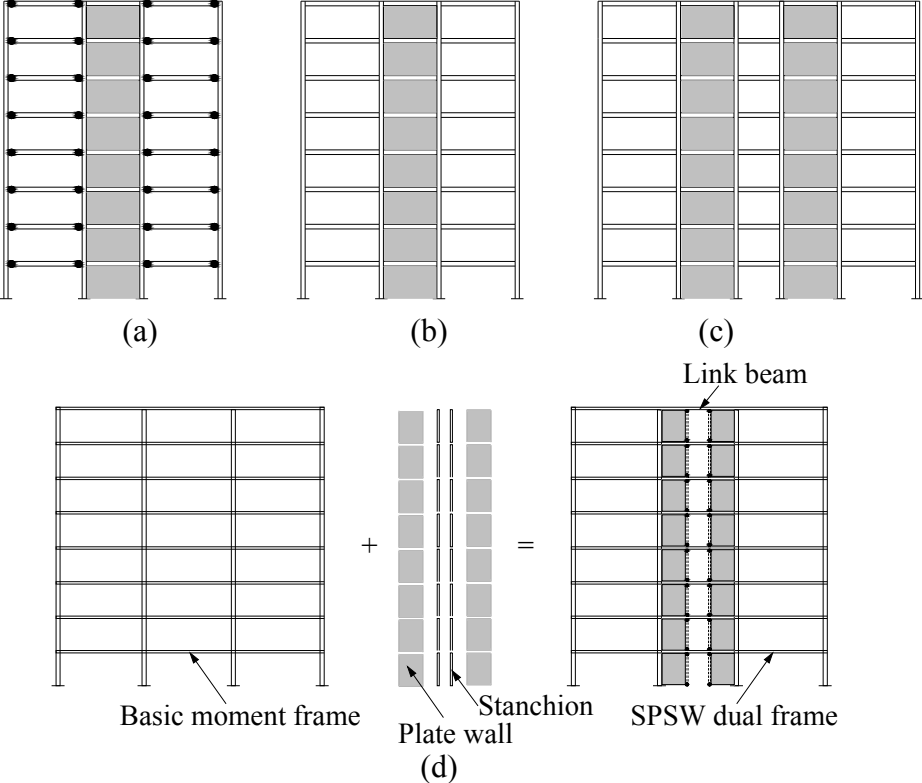 (a)
(b)
(c)
Link beam
+
=
Basic moment frame
Plate wall
Stanchion
SPSW dual frame
(d)